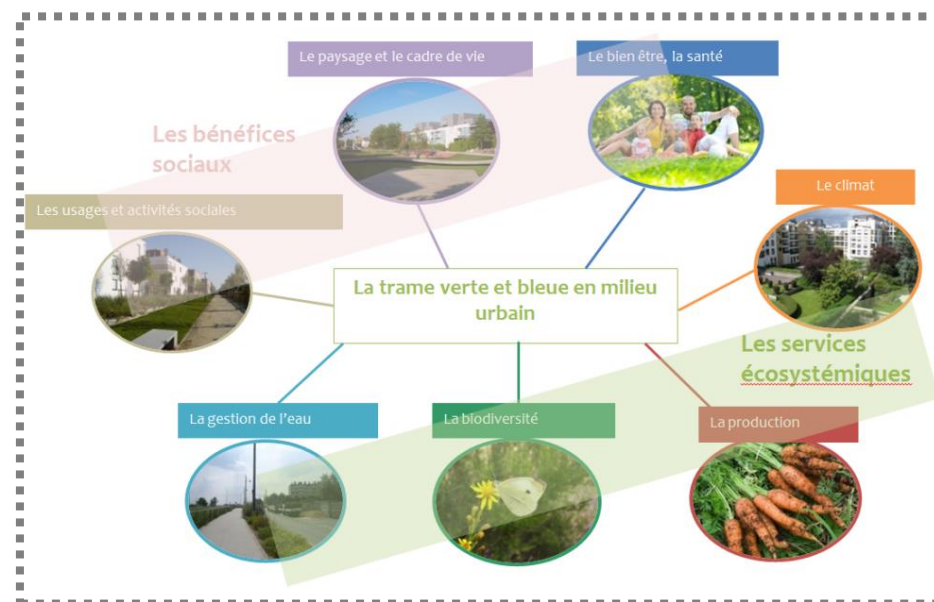 Le paysage et le cadre de vie
Le bien être, la santé
Les bénéfices
sociaux
Le climat
Les usages et activités sociales
La trame verte et bleue en milieu
urbain
Les services
écosystémiques
La gestion de l'eau
La biodiversité
La production